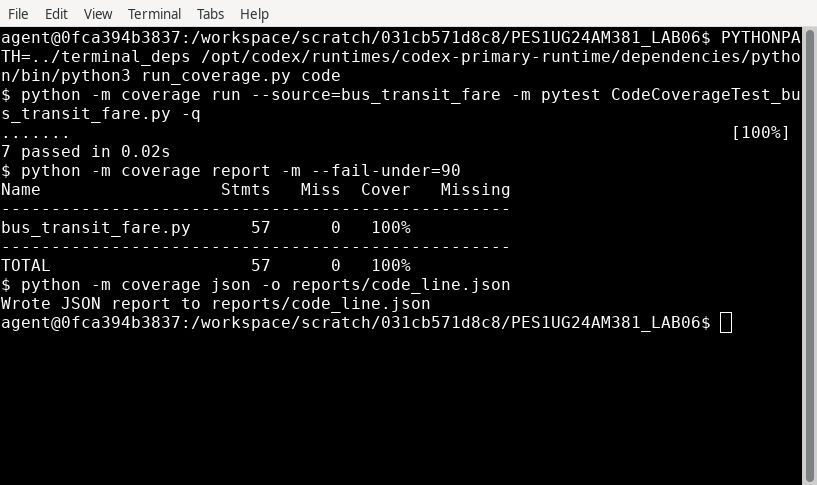 File Edit View Terminal Tabs Help
agent@0fca394b3837:/workspace/scratch/031cb571d8c8/PES1UG24AM381_LAB06$ PYTHONPA
TH=../terminal_deps /opt/codex/runtimes/codex-primary-runtime/dependencies/pytho
n/bin/python3 run_coverage.py code
$ python -m coverage run --source=bus_transit_fare -m pytest CodeCoverageTest_bu
s_transit_fare.py -q
....... [100%]
7 passed in 0.02s
$ python -m coverage report -m --fail-under=90
Name                  Stmts   Miss  Cover   Missing
---------------------------------------------------
bus_transit_fare.py      57      0   100%
---------------------------------------------------
TOTAL                    57      0   100%
$ python -m coverage json -o reports/code_line.json
Wrote JSON report to reports/code_line.json
agent@0fca394b3837:/workspace/scratch/031cb571d8c8/PES1UG24AM381_LAB06$